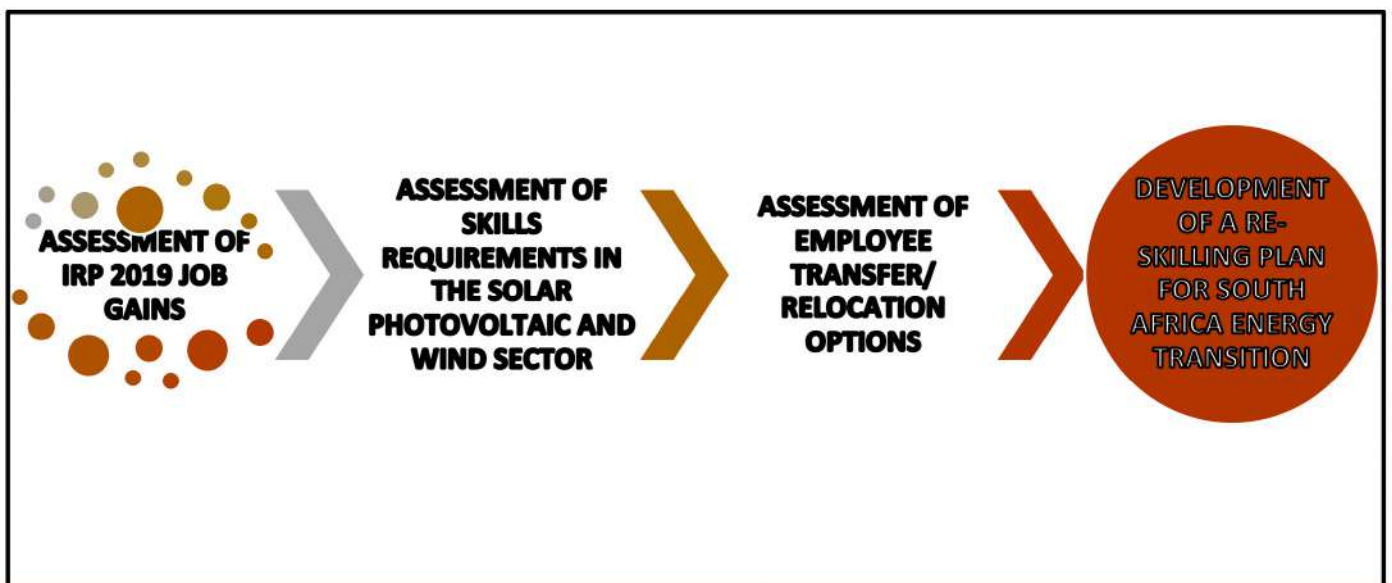 ASSESSMENT OF
IRP 2019 JOB
GAINS
ASSESSMENT OF
SKILLS
REQUIREMENTS IN
THE SOLAR
PHOTOVOLTAIC AND
WIND SECTOR
ASSESSMENT OF
EMPLOYEE
TRANSFER/
RELOCATION
OPTIONS
DEVELOPMENT
OF A RE-
SKILLING PLAN
FOR SOUTH
AFRICA ENERGY
TRANSITION